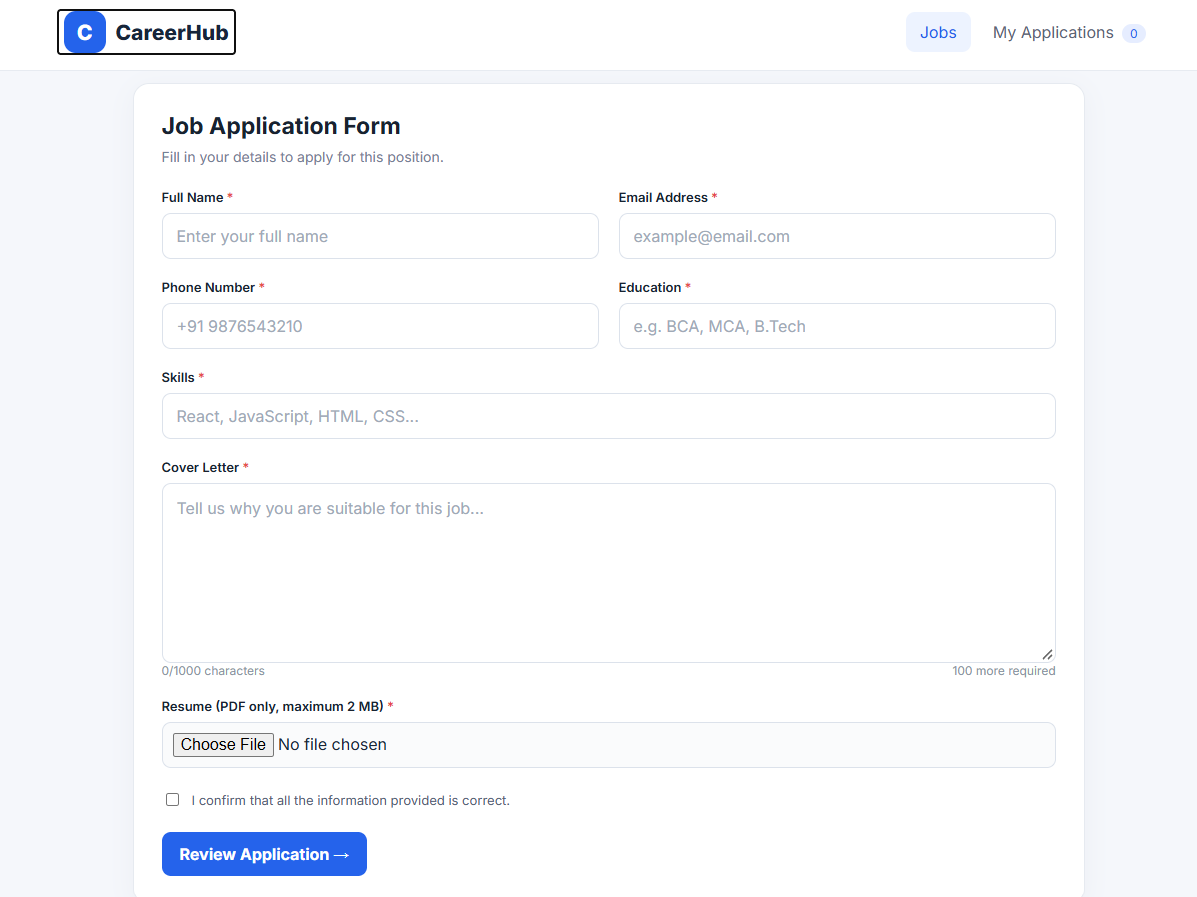 C CareerHub
Jobs
My Applications 0
Job Application Form
Fill in your details to apply for this position.
Full Name *
Email Address *
Enter your full name
example@email.com
Phone Number *
Education *
+91 9876543210
e.g. BCA, MCA, B.Tech
Skills *
React, JavaScript, HTML, CSS...
Cover Letter *
Tell us why you are suitable for this job...
0/1000 characters
100 more required
Resume (PDF only, maximum 2 MB) *
Choose File No file chosen
I confirm that all the information provided is correct.
Review Application →